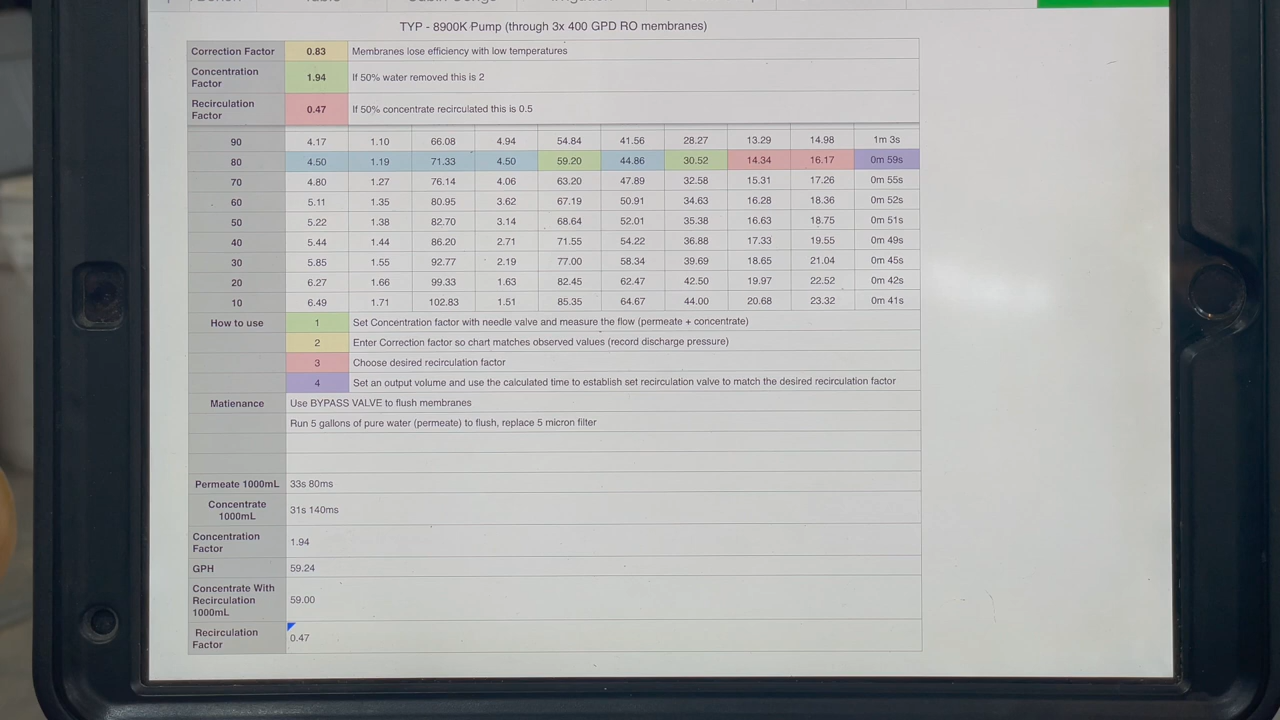 TYP - 8900K Pump (through 3x 400 GPD RO membranes)
Correction Factor 0.83 Membranes lose efficiency with low temperatures
Concentration Factor 1.94 If 50% water removed this is 2
Recirculation Factor 0.47 If 50% concentrate recirculated this is 0.5
90 4.17 1.10 66.08 4.94 54.84 41.56 28.27 13.29 14.98 1m 3s
80 4.50 1.19 71.33 4.50 59.20 44.86 30.52 14.34 16.17 0m 59s
70 4.80 1.27 76.14 4.06 63.20 47.89 32.58 15.31 17.26 0m 55s
60 5.11 1.35 80.95 3.62 67.19 50.91 34.63 16.28 18.36 0m 52s
50 5.22 1.38 82.70 3.14 68.64 52.01 35.38 16.63 18.75 0m 51s
40 5.44 1.44 86.20 2.71 71.55 54.22 36.88 17.33 19.55 0m 49s
30 5.85 1.55 92.77 2.19 77.00 58.34 39.69 18.65 21.04 0m 45s
20 6.27 1.66 99.33 1.63 82.45 62.47 42.50 19.97 22.52 0m 42s
10 6.49 1.71 102.83 1.51 85.35 64.67 44.00 20.68 23.32 0m 41s
How to use 1 Set Concentration factor with needle valve and measure the flow (permeate + concentrate)
2 Enter Correction factor so chart matches observed values (record discharge pressure)
3 Choose desired recirculation factor
4 Set an output volume and use the calculated time to establish set recirculation valve to match the desired recirculation factor
Matienance Use BYPASS VALVE to flush membranes
Run 5 gallons of pure water (permeate) to flush, replace 5 micron filter
Permeate 1000mL 33s 80ms
Concentrate 1000mL 31s 140ms
Concentration Factor 1.94
GPH 59.24
Concentrate With Recirculation 1000mL 59.00
Recirculation Factor 0.47